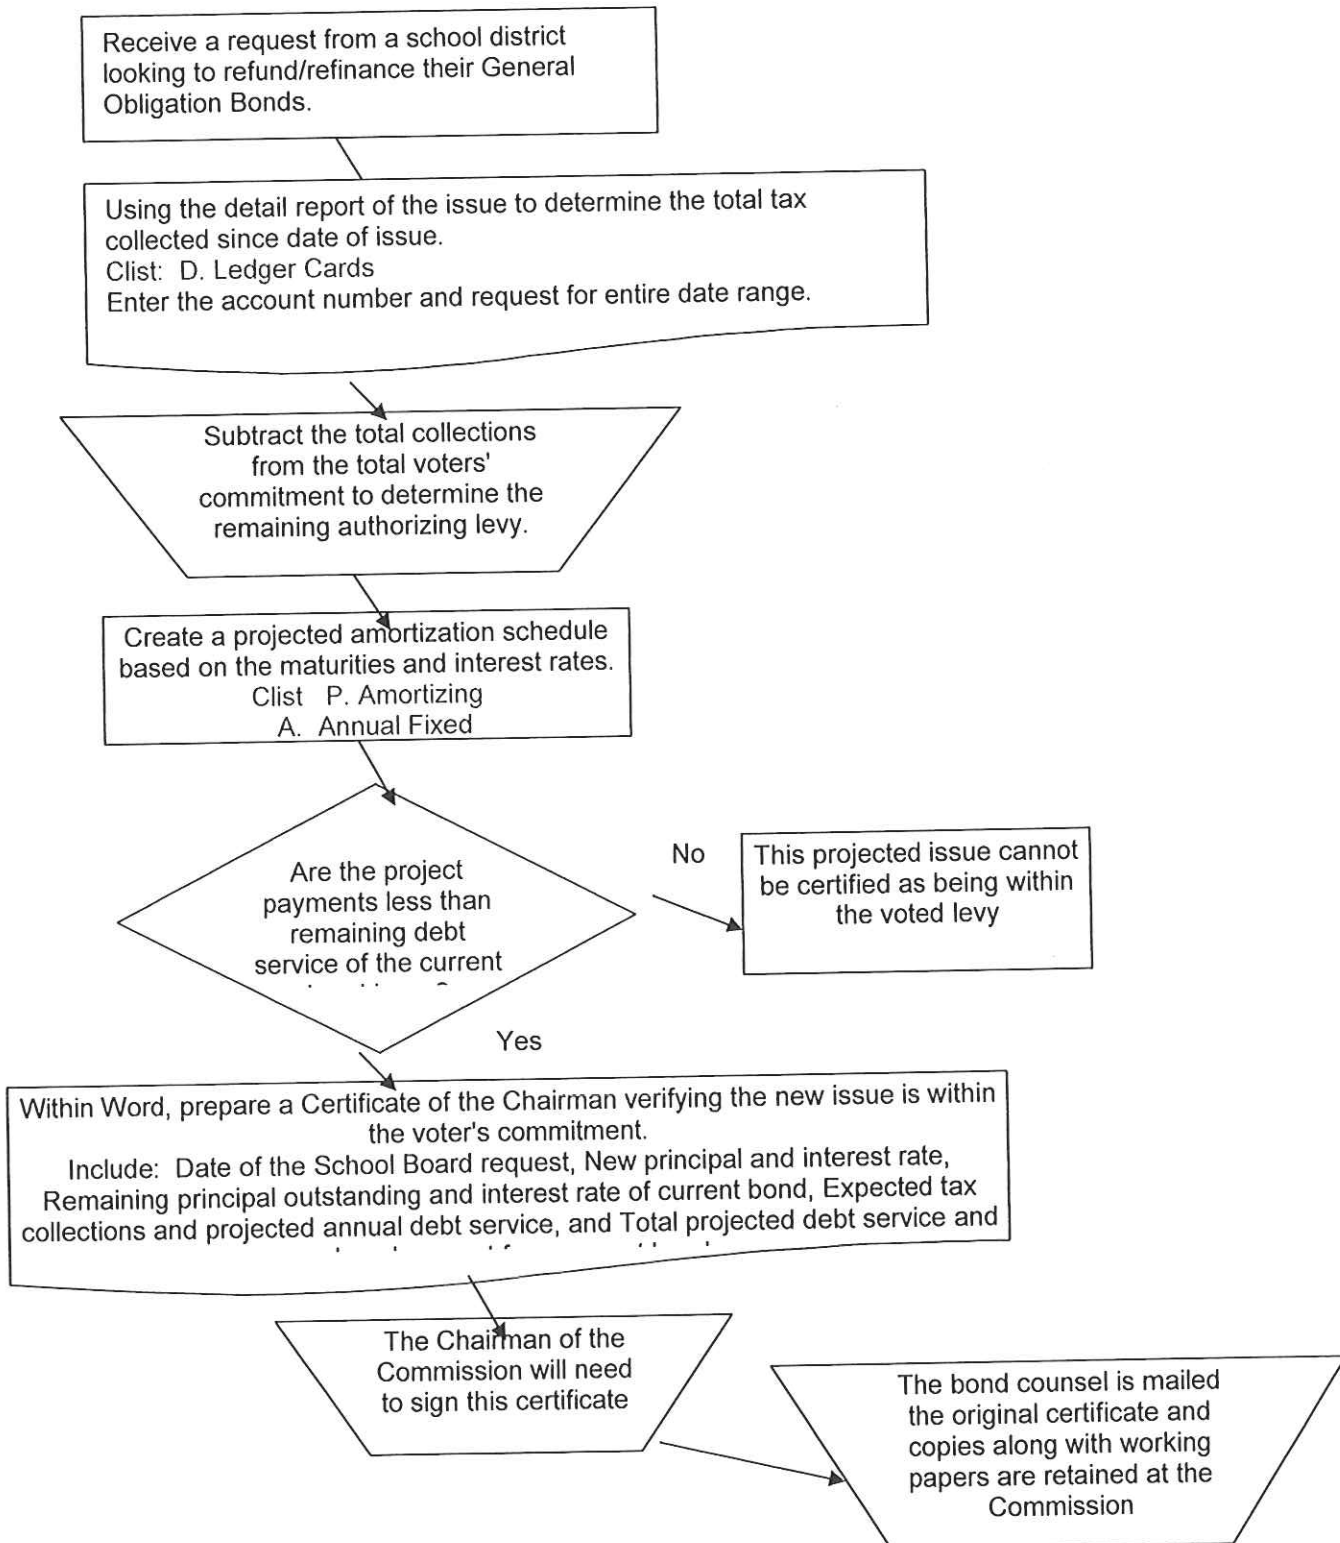 Receive a request from a school district
looking to refund/refinance their General
Obligation Bonds.
Using the detail report of the issue to determine the total tax
collected since date of issue.
Clist: D. Ledger Cards
Enter the account number and request for entire date range.
Subtract the total collections
from the total voters'
commitment to determine the
remaining authorizing levy.
Create a projected amortization schedule
based on the maturities and interest rates.
Clist P. Amortizing
A. Annual Fixed
Are the project
payments less than
remaining debt
service of the current
No
This projected issue cannot
be certified as being within
the voted levy
Yes
Within Word, prepare a Certificate of the Chairman verifying the new issue is within
the voter's commitment.
Include: Date of the School Board request, New principal and interest rate,
Remaining principal outstanding and interest rate of current bond, Expected tax
collections and projected annual debt service, and Total projected debt service and
The Chairman of the
Commission will need
to sign this certificate
The bond counsel is mailed
the original certificate and
copies along with working
papers are retained at the
Commission